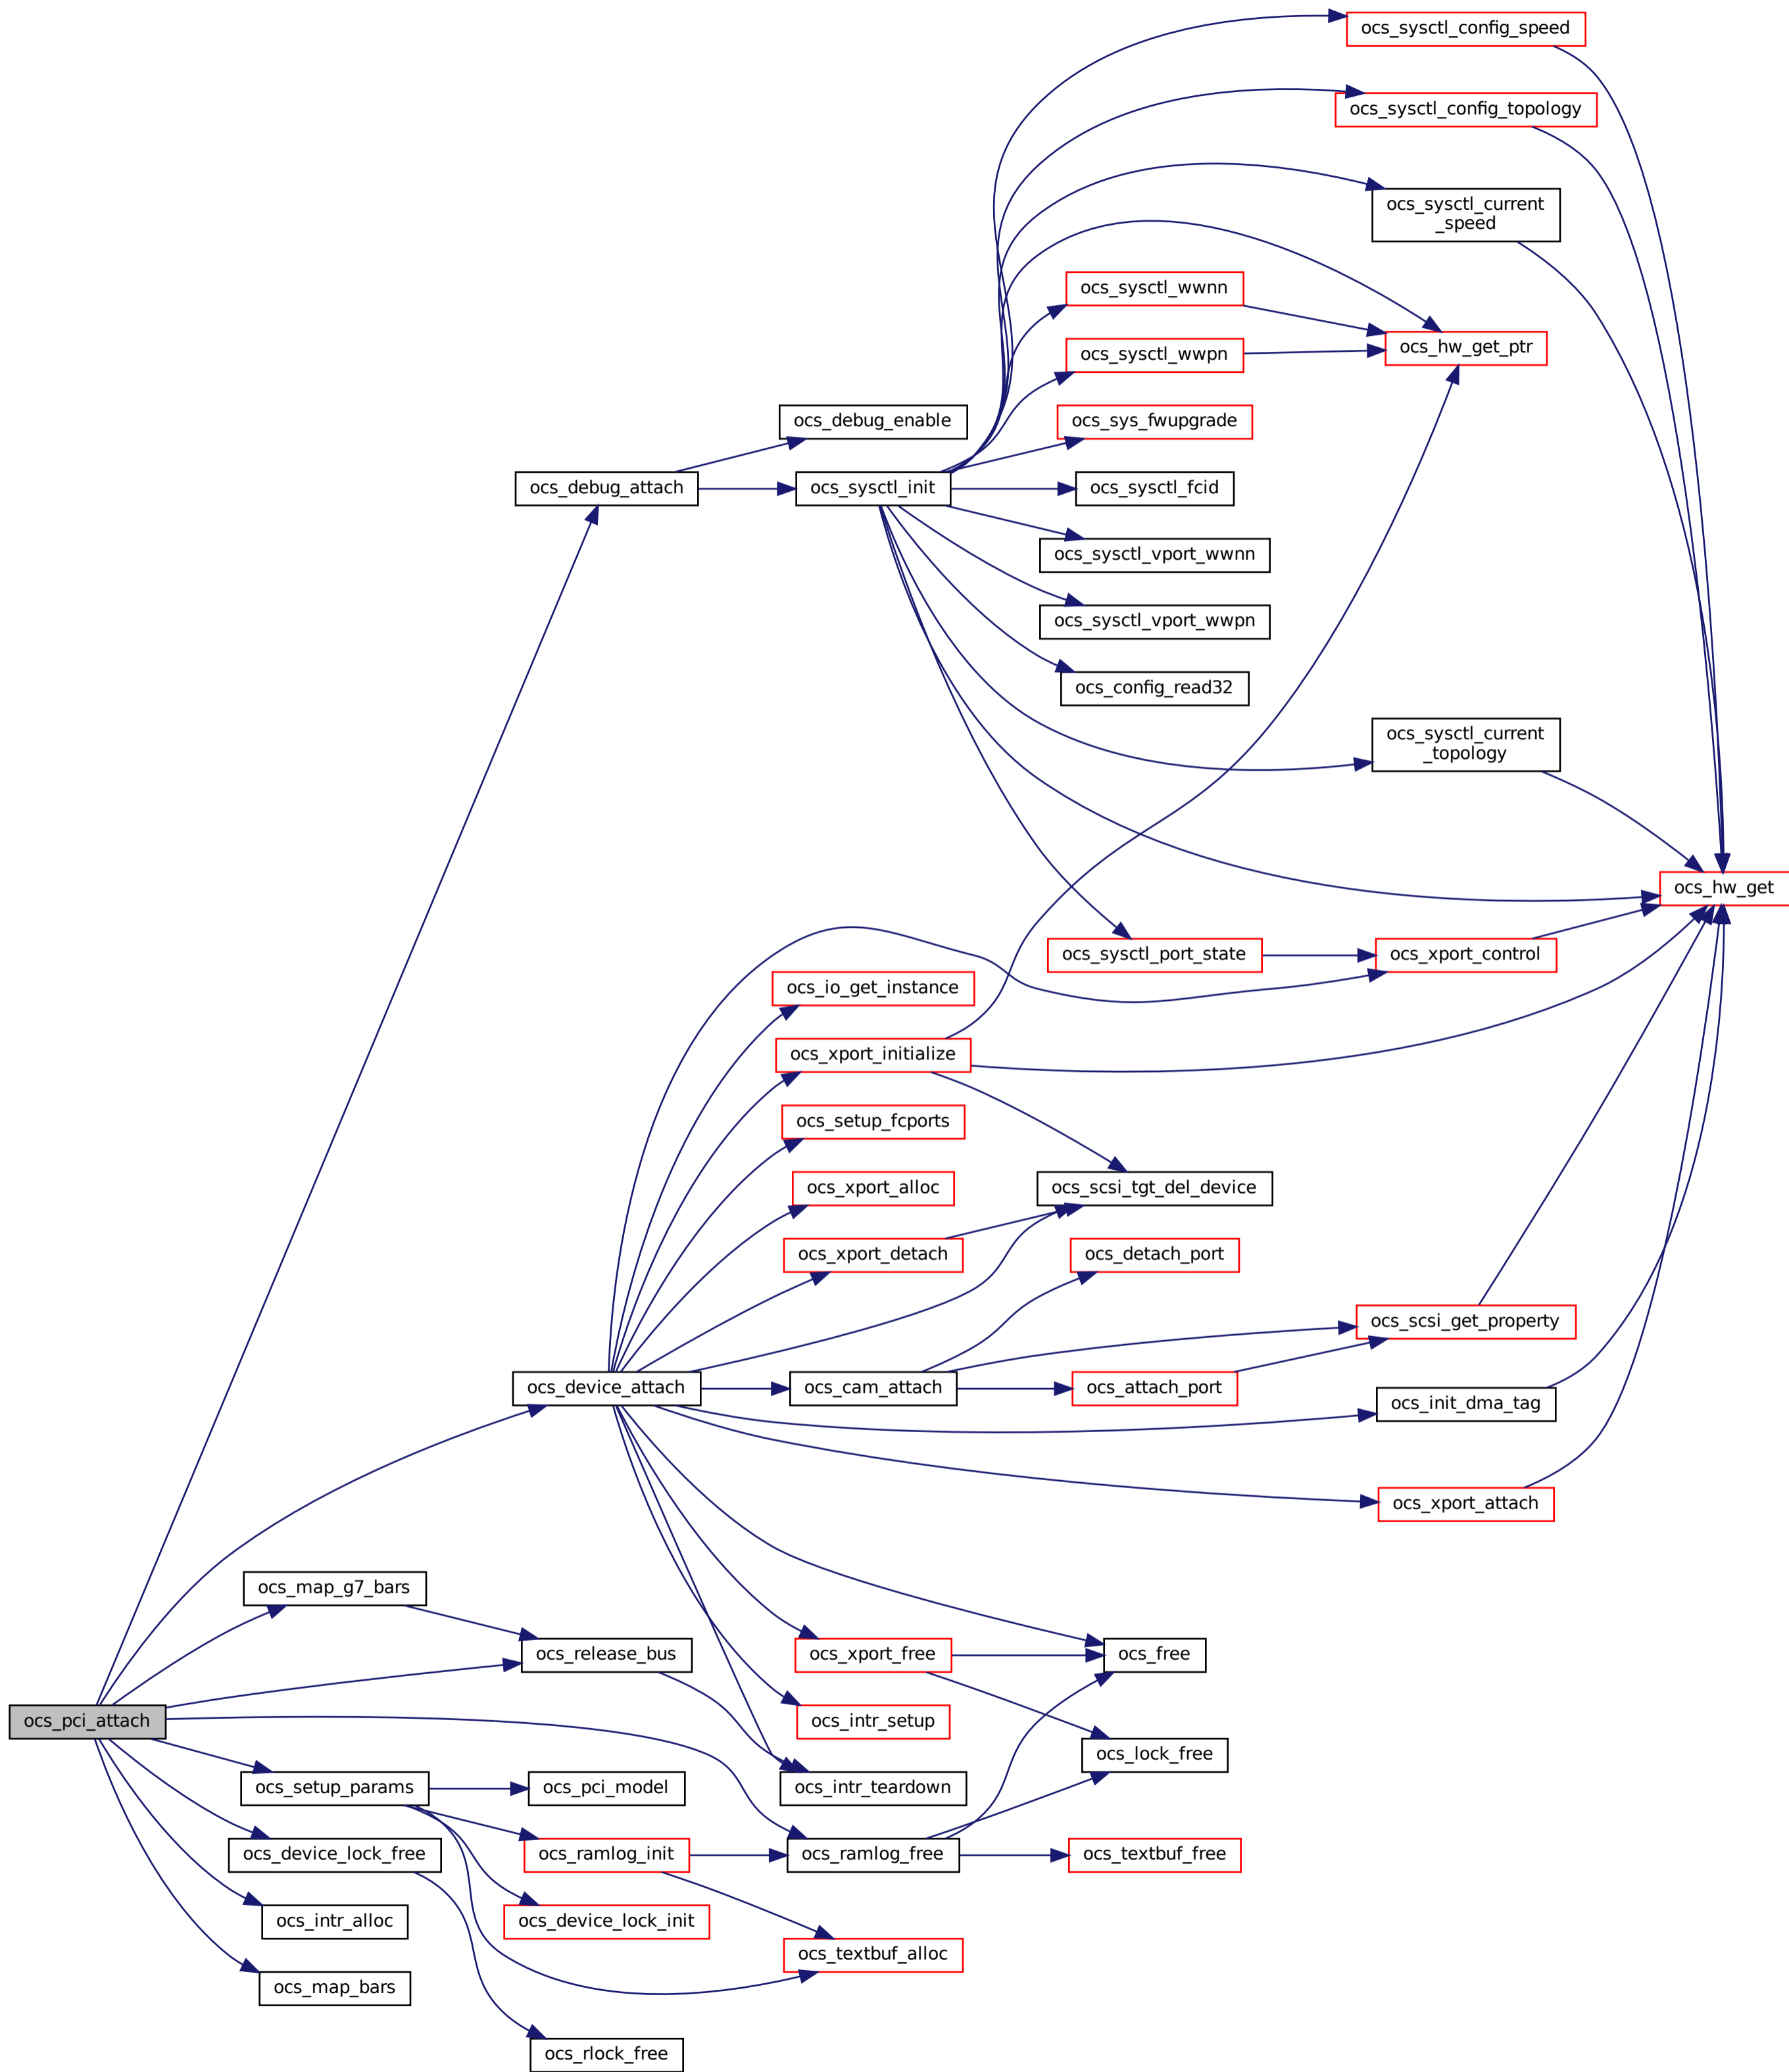 ocs_sysctl_config_speed
ocs_sysctl_config_topology
ocs_sysctl_current
_speed
ocs_sysctl_wwnn
ocs_hw_get_ptr
ocs_sysctl_wwpn
ocs_debug_enable
ocs_sys_fwupgrade
ocs_debug_attach
ocs_sysctl_init
ocs_sysctl_fcid
ocs_sysctl_vport_wwnn
ocs_sysctl_vport_wwpn
ocs_config_read32
ocs_sysctl_current
_topology
ocs_hw_get
ocs_sysctl_port_state
ocs_xport_control
ocs_io_get_instance
ocs_xport_initialize
ocs_setup_fcports
ocs_xport_alloc
ocs_scsi_tgt_del_device
ocs_xport_detach
ocs_detach_port
ocs_scsi_get_property
ocs_device_attach
ocs_cam_attach
ocs_attach_port
ocs_init_dma_tag
ocs_xport_attach
ocs_map_g7_bars
ocs_release_bus
ocs_xport_free
ocs_free
ocs_pci_attach
ocs_intr_setup
ocs_lock_free
ocs_setup_params
ocs_pci_model
ocs_intr_teardown
ocs_device_lock_free
ocs_ramlog_init
ocs_ramlog_free
ocs_textbuf_free
ocs_intr_alloc
ocs_device_lock_init
ocs_textbuf_alloc
ocs_map_bars
ocs_rlock_free